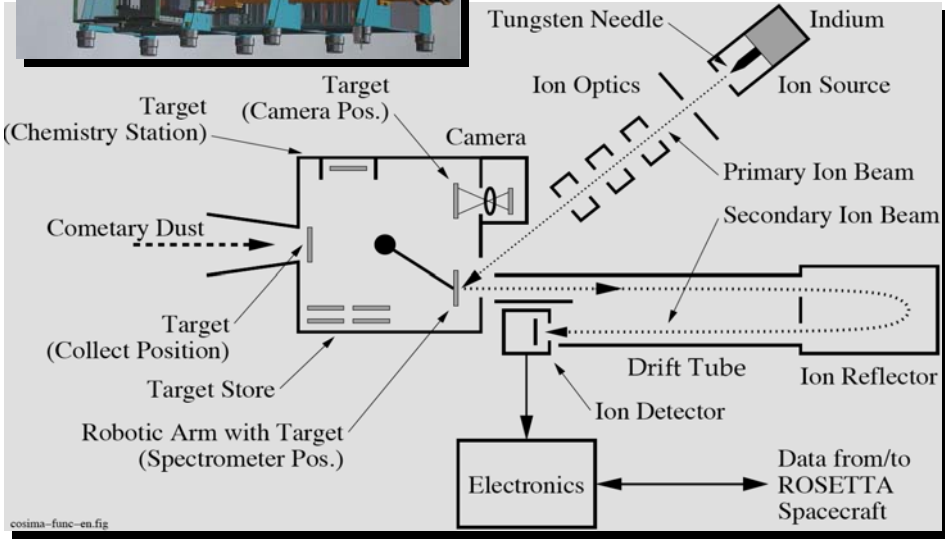 Tungsten Needle
Indium
Ion Optics
Ion Source
Target
(Camera Pos.)
Target
(Chemistry Station)
Camera
Primary Ion Beam
Secondary Ion Beam
Cometary Dust
Target
(Collect Position)
Drift Tube
Ion Reflector
Target Store
Ion Detector
Robotic Arm with Target
(Spectrometer Pos.)
Electronics
Data from/to
ROSETTA
Spacecraft
cosima-func-en.fig